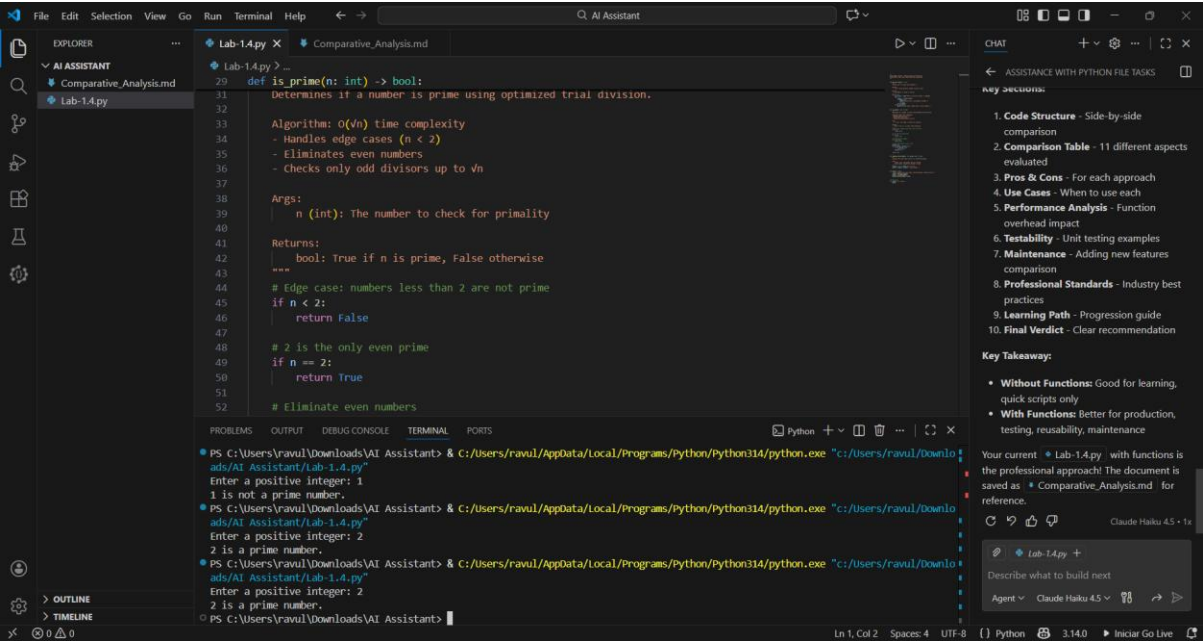 File Edit Selection View Go Run Terminal Help
AI Assistant
EXPLORER
AI ASSISTANT
Comparative_Analysis.md
Lab-1.4.py
OUTLINE
TIMELINE
Lab-1.4.py Comparative_Analysis.md
Lab-1.4.py > ...
29 def is_prime(n: int) -> bool:
31 Determines if a number is prime using optimized trial division.
32
33 Algorithm: O(√n) time complexity
34 - Handles edge cases (n < 2)
35 - Eliminates even numbers
36 - Checks only odd divisors up to √n
37
38 Args:
39 n (int): The number to check for primality
40
41 Returns:
42 bool: True if n is prime, False otherwise
43 """
44 # Edge case: numbers less than 2 are not prime
45 if n < 2:
46 return False
47
48 # 2 is the only even prime
49 if n == 2:
50 return True
51
52 # Eliminate even numbers
PROBLEMS OUTPUT DEBUG CONSOLE TERMINAL PORTS
Python
PS C:\Users\ravul\Downloads\AI Assistant> & C:/Users/ravul/AppData/Local/Programs/Python/Python314/python.exe "c:/Users/ravul/Downlo
ads/AI Assistant/Lab-1.4.py"
Enter a positive integer: 1
1 is not a prime number.
PS C:\Users\ravul\Downloads\AI Assistant> & C:/Users/ravul/AppData/Local/Programs/Python/Python314/python.exe "c:/Users/ravul/Downlo
ads/AI Assistant/Lab-1.4.py"
Enter a positive integer: 2
2 is a prime number.
PS C:\Users\ravul\Downloads\AI Assistant> & C:/Users/ravul/AppData/Local/Programs/Python/Python314/python.exe "c:/Users/ravul/Downlo
ads/AI Assistant/Lab-1.4.py"
Enter a positive integer: 2
2 is a prime number.
PS C:\Users\ravul\Downloads\AI Assistant>
CHAT
ASSISTANCE WITH PYTHON FILE TASKS
Key Sections:
1. Code Structure - Side-by-side
comparison
2. Comparison Table - 11 different aspects
evaluated
3. Pros & Cons - For each approach
4. Use Cases - When to use each
5. Performance Analysis - Function
overhead impact
6. Testability - Unit testing examples
7. Maintenance - Adding new features
comparison
8. Professional Standards - Industry best
practices
9. Learning Path - Progression guide
10. Final Verdict - Clear recommendation
Key Takeaway:
• Without Functions: Good for learning,
quick scripts only
• With Functions: Better for production,
testing, reusability, maintenance
Your current Lab-1.4.py with functions is
the professional approach! The document is
saved as Comparative_Analysis.md for
reference.
Claude Haiku 4.5 • 1x
Lab-1.4.py +
Describe what to build next
Agent Claude Haiku 4.5
0 0 Ln 1, Col 2 Spaces: 4 UTF-8 {} Python 3.14.0 Iniciar Go Live